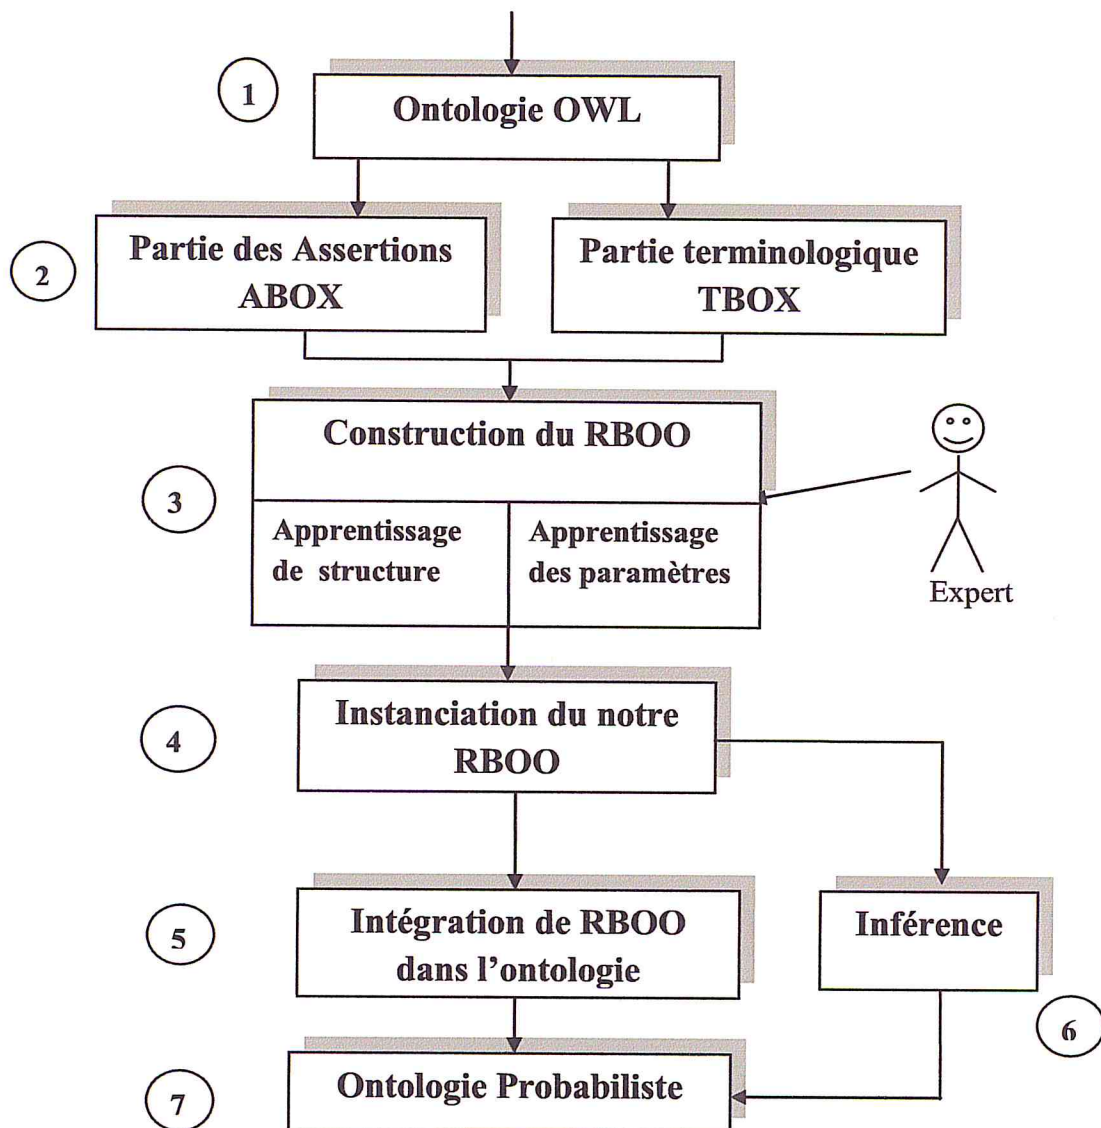 1
Ontologie OWL
2
Partie des Assertions
ABOX
Partie terminologique
TBOX
3
Construction du RBOO
Apprentissage
de structure
Apprentissage
des paramètres
Expert
4
Instanciation du notre
RBOO
5
Intégration de RBOO
dans l'ontologie
Inférence
6
7
Ontologie Probabiliste